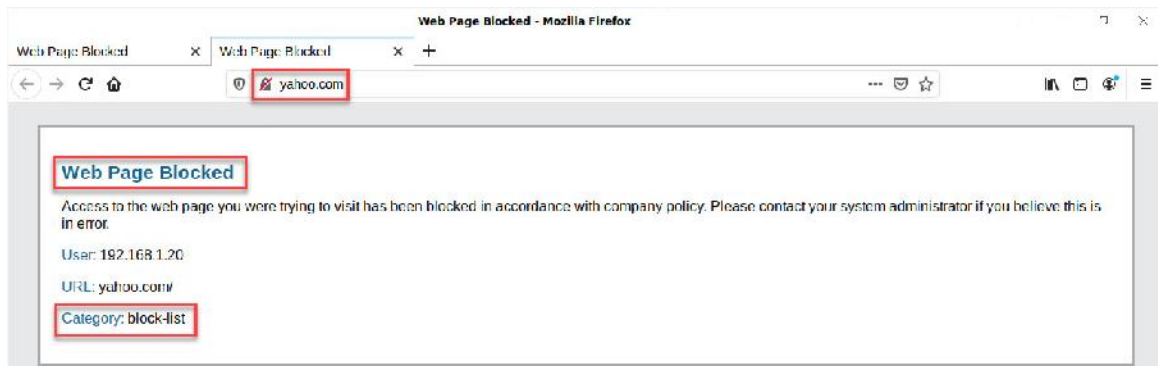 Web Page Blocked - Mozilla Firefox
Web Page Blocked × Web Page Blocked × +
yahoo.com
Web Page Blocked
Access to the web page you were trying to visit has been blocked in accordance with company policy. Please contact your system administrator if you believe this is
in error.
User: 192.168.1.20
URL: yahoo.com/
Category: block-list